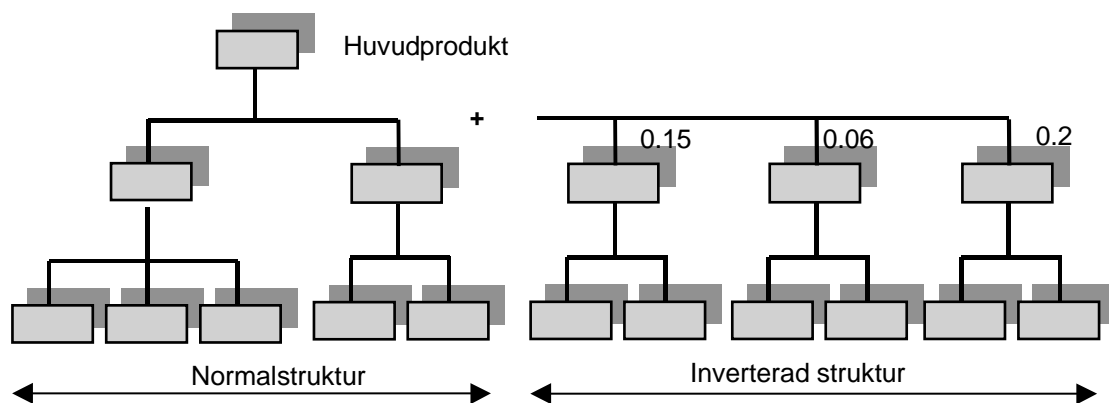 Huvudprodukt
+
0.15
0.06
0.2
Normalstruktur
Inverterad struktur